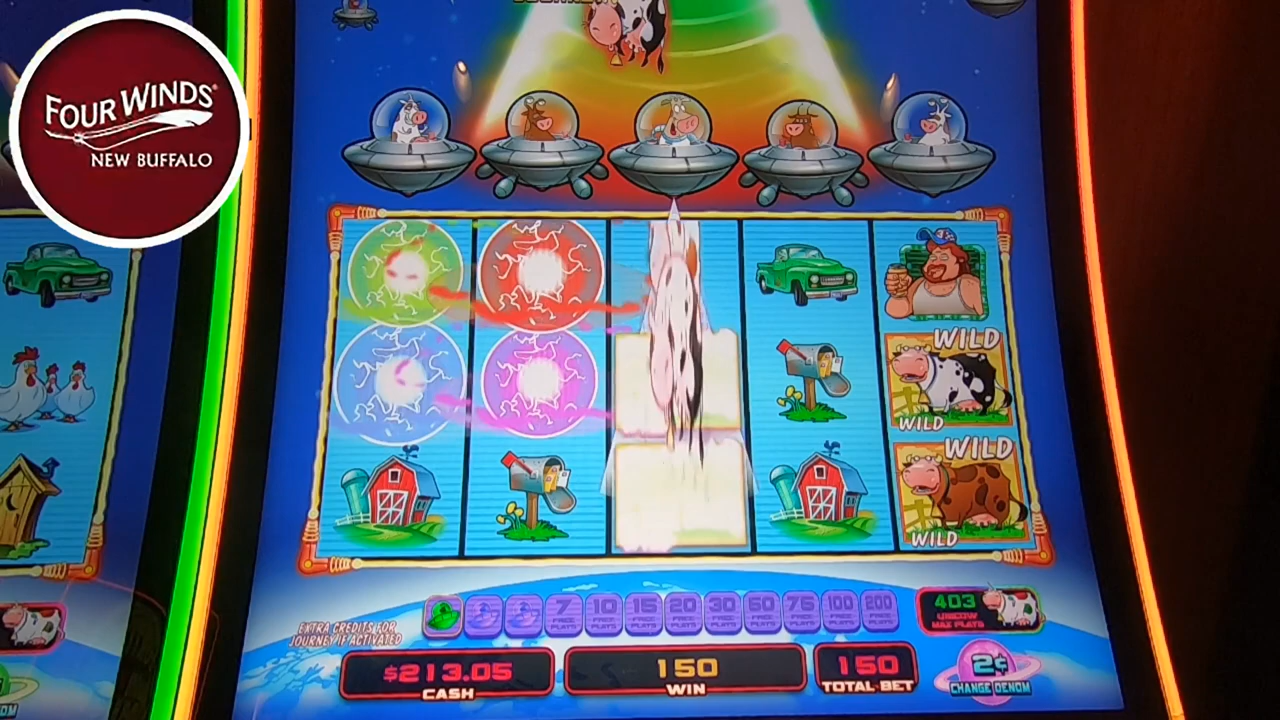 FOUR WINDS®
NEW BUFFALO
WILD
WILD
WILD
WILD
EXTRA CREDITS FOR
JOURNEY IF ACTIVATED
7
FREE
PLAYS
10
FREE
PLAYS
15
FREE
PLAYS
20
FREE
PLAYS
30
FREE
PLAYS
50
FREE
PLAYS
75
FREE
PLAYS
100
FREE
PLAYS
200
FREE
PLAYS
403
UNICOW
MAX PLAYS
$213.05
CASH
150
WIN
150
TOTAL BET
2¢
CHANGE DENOM